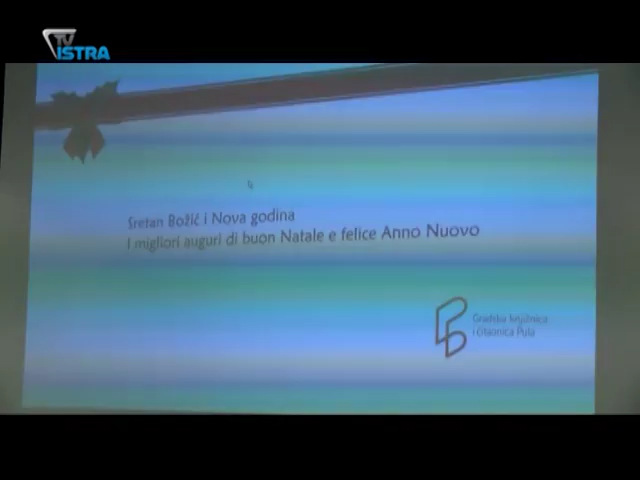 TV
ISTRA
Sretan Božić i Nova godina
I migliori auguri di buon Natale e felice Anno Nuovo
Gradska knjižnica
i čitaonica Pula